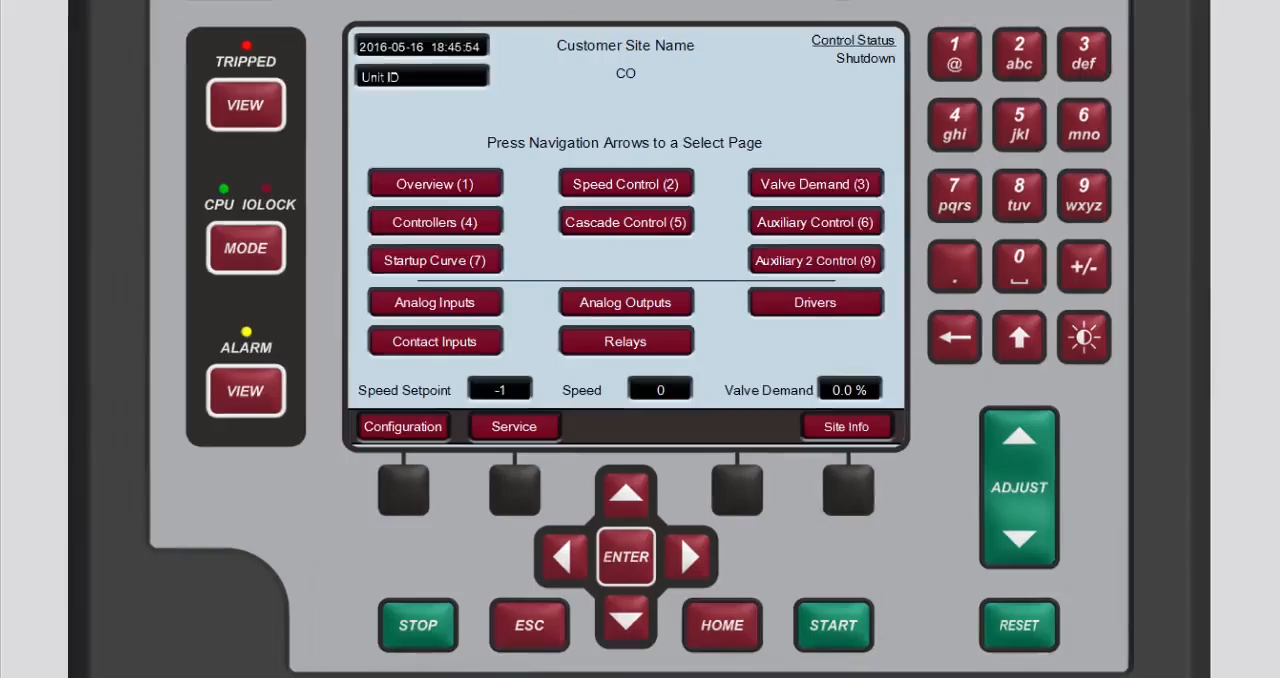 TRIPPED
VIEW
CPU IOLOCK
MODE
ALARM
VIEW
2016-05-16 18:45:54
Customer Site Name
Control Status
Unit ID
CO
Shutdown
Press Navigation Arrows to a Select Page
Overview (1)
Speed Control (2)
Valve Demand (3)
Controllers (4)
Cascade Control (5)
Auxiliary Control (6)
Startup Curve (7)
Auxiliary 2 Control (9)
Analog Inputs
Analog Outputs
Drivers
Contact Inputs
Relays
Speed Setpoint -1
Speed 0
Valve Demand 0.0 %
Configuration
Service
Site Info
1
@
2
abc
3
def
4
ghi
5
jkl
6
mno
7
pqrs
8
tuv
9
wxyz
.
0
+/-
ADJUST
ENTER
STOP
ESC
HOME
START
RESET